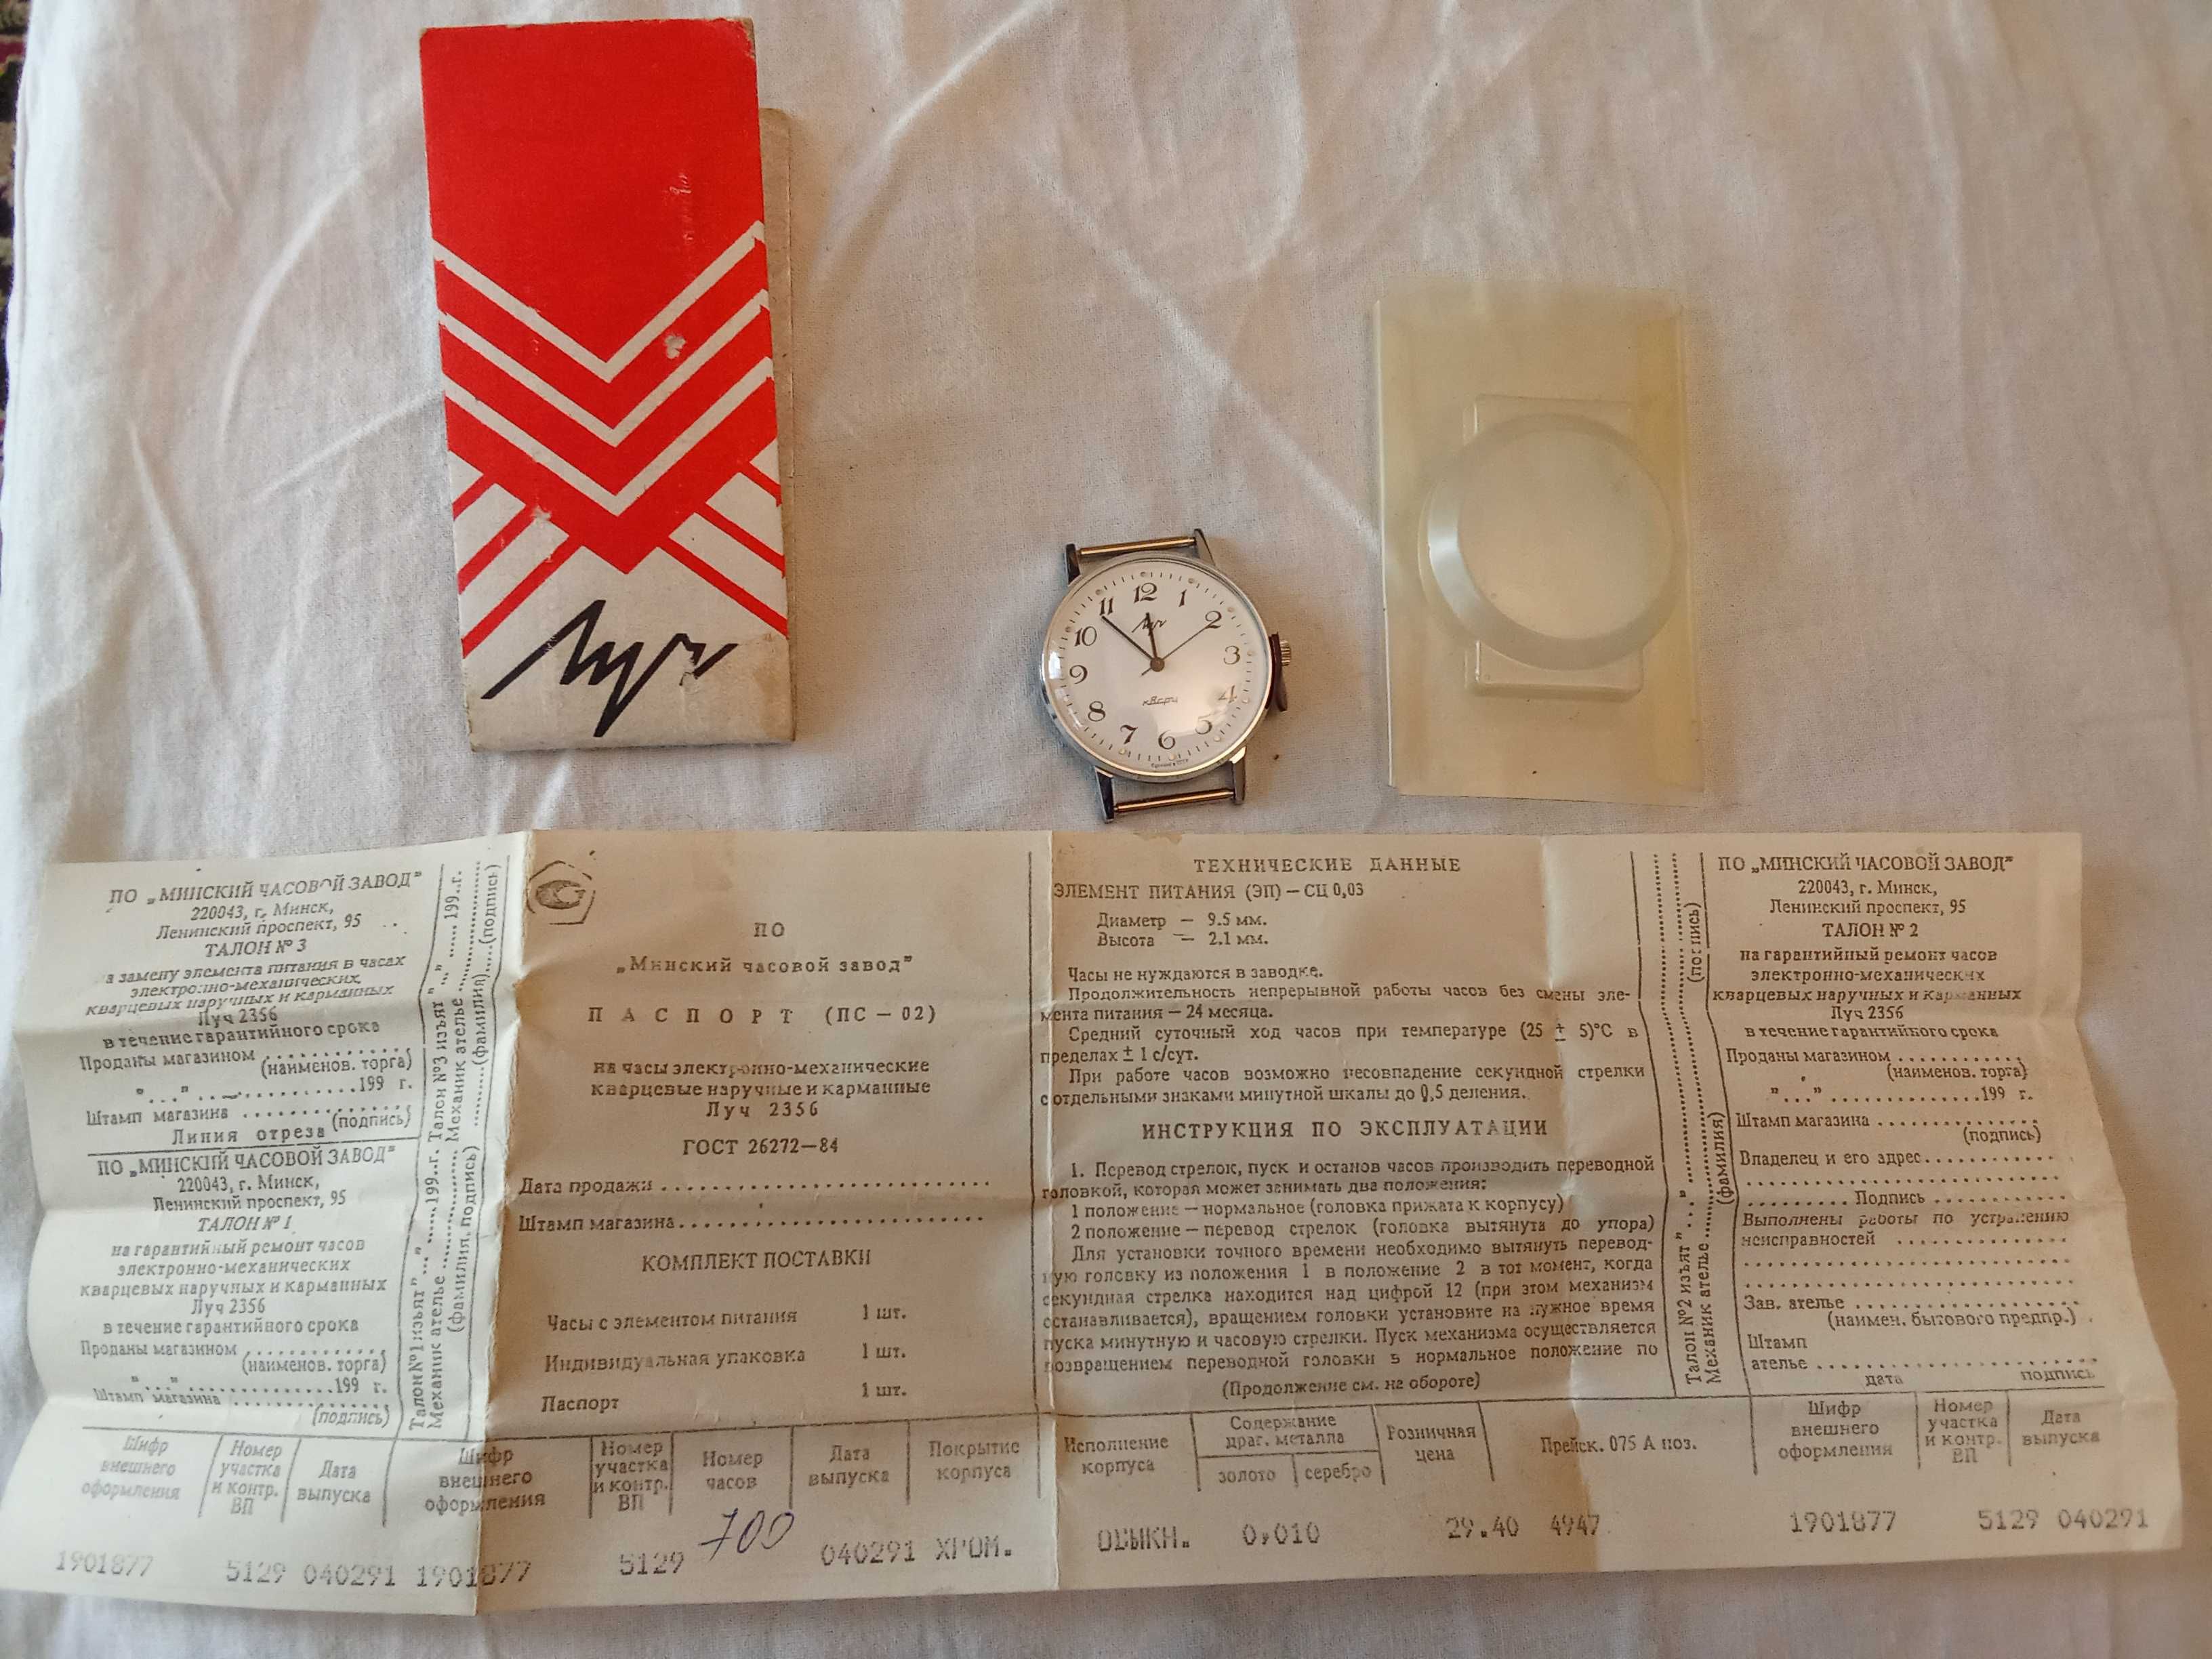 Луч
12
1
2
3
4
5
6
7
8
9
10
11
Луч
кварц
ПО „МИНСКИЙ ЧАСОВОЙ ЗАВОД"
220043, г. Минск,
Ленинский проспект, 95
ТАЛОН № 3
а замену элемента питания в часах
электронно-механических,
кварцевых наручных и карманных
Луч 2356
в течение гарантийного срока
Проданы магазином ............
(наименов. торга)
"...." ...............199 г.
Штамп магазина ............
(подпись)
Линия отреза
ПО „МИНСКИЙ ЧАСОВОЙ ЗАВОД"
220043, г. Минск,
Ленинский проспект, 95
ТАЛОН № 1
на гарантийный ремонт часов
электронно-механических
кварцевых наручных и карманных
Луч 2356
в течение гарантийного срока
Проданы магазином ............
(наименов. торга)
"...." ...............199 г.
Штамп магазина ............
(подпись)
Талон №3 изъят "...." ...... 199..г.
Механик ателье ............ (подпись)
(фамилия)
Талон №1 изъят "...." ......199..г.
Механик ателье ............
(фамилия, подпись)
ПО
„Минский часовой завод"
ПАСПОРТ (ПС – 02)
на часы электронно-механические
кварцевые наручные и карманные
Луч 2356
ГОСТ 26272–84
Дата продажи ..............................
Штамп магазина..............................
КОМПЛЕКТ ПОСТАВКИ
Часы с элементом питания 1 шт.
Индивидуальная упаковка 1 шт.
Паспорт 1 шт.
ТЕХНИЧЕСКИЕ ДАННЫЕ
ЭЛЕМЕНТ ПИТАНИЯ (ЭП) – СЦ 0,03
Диаметр – 9.5 мм.
Высота – 2.1 мм.
Часы не нуждаются в заводке.
Продолжительность непрерывной работы часов без смены эле-
мента питания – 24 месяца.
Средний суточный ход часов при температуре (25 ± 5)°С в
пределах ± 1 с/сут.
При работе часов возможно несовпадение секундной стрелки
с отдельными знаками минутной шкалы до 0,5 деления.
ИНСТРУКЦИЯ ПО ЭКСПЛУАТАЦИИ
1. Перевод стрелок, пуск и останов часов производить переводной
головкой, которая может занимать два положения:
1 положение – нормальное (головка прижата к корпусу)
2 положение – перевод стрелок (головка вытянута до упора)
Для установки точного времени необходимо вытянуть перевод-
ную головку из положения 1 в положение 2 в тот момент, когда
секундная стрелка находится над цифрой 12 (при этом механизм
останавливается), вращением головки установите на нужное время
пуска минутную и часовую стрелки. Пуск механизма осуществляется
возвращением переводной головки в нормальное положение по
(Продолжение см. на обороте)
Талон №2 изъят "...." ...... (подпись)
Механик ателье ............ (фамилия)
ПО „МИНСКИЙ ЧАСОВОЙ ЗАВОД"
220043, г. Минск,
Ленинский проспект, 95
ТАЛОН № 2
на гарантийный ремонт часов
электронно-механических
кварцевых наручных и карманных
Луч 2356
в течение гарантийного срока
Проданы магазином ............
(наименов. торга)
"...." ...............199 г.
Штамп магазина ............
(подпись)
Владелец и его адрес............
............ Подпись ............
Выполнены работы по устранению
неисправностей ............
Зав. ателье ............
(наимен. бытового предпр.)
Штамп
ателье ............
дата подпись
Шифр внешнего оформления
Номер участка и контр. ВП
Дата выпуска
Шифр внешнего оформления
Номер участка и контр. ВП
Номер часов
Дата выпуска
Покрытие корпуса
Исполнение корпуса
Содержание драг. металла
золото
серебро
Розничная цена
Прейск. 075 А поз.
Шифр внешнего оформления
Номер участка и контр. ВП
Дата выпуска
1901877 5129 040291 1901877 5129 700 040291 ХРОМ. ОБЫКН. 0,010 29.40 4947 1901877 5129 040291